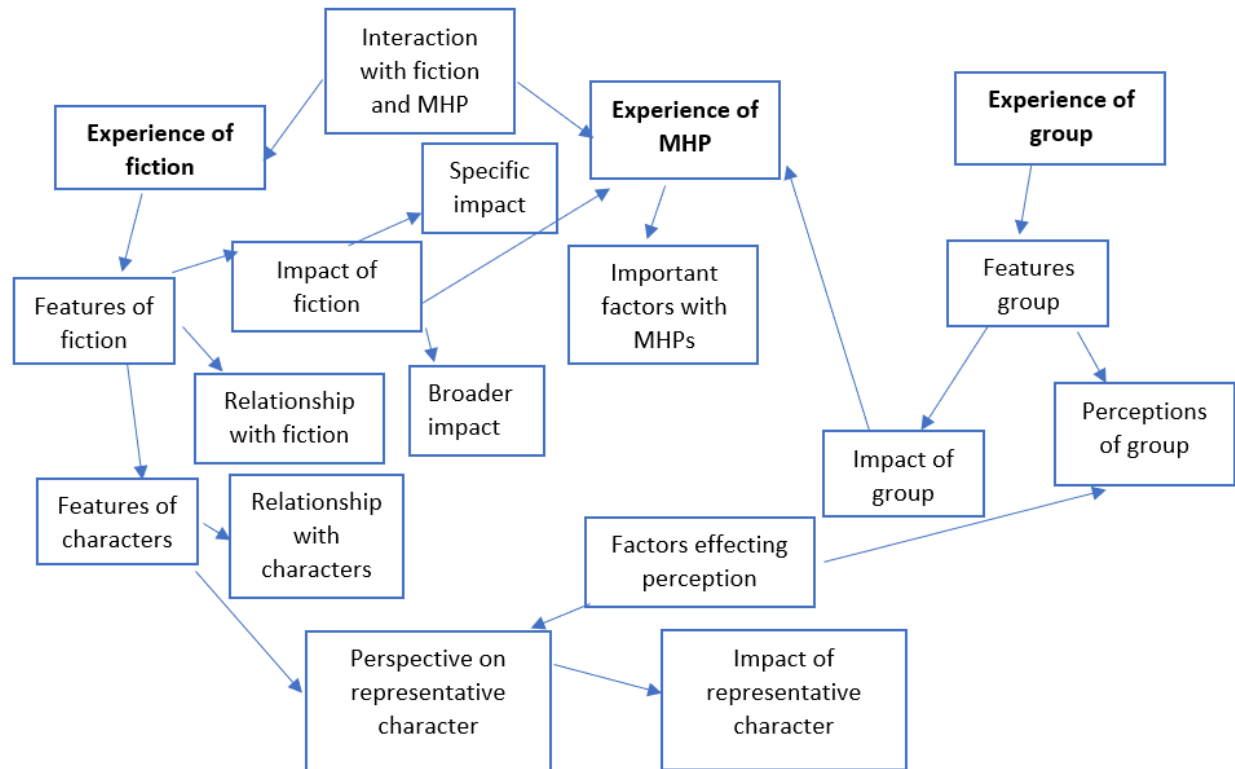 Interaction
with fiction
and MHP
Experience of
fiction
Experience of
MHP
Experience of
group
Specific
impact
Impact of
fiction
Features of
fiction
Important
factors with
MHPs
Features
group
Relationship
with fiction
Broader
impact
Perceptions
of group
Impact of
group
Features of
characters
Relationship
with
characters
Factors effecting
perception
Perspective on
representative
character
Impact of
representative
character